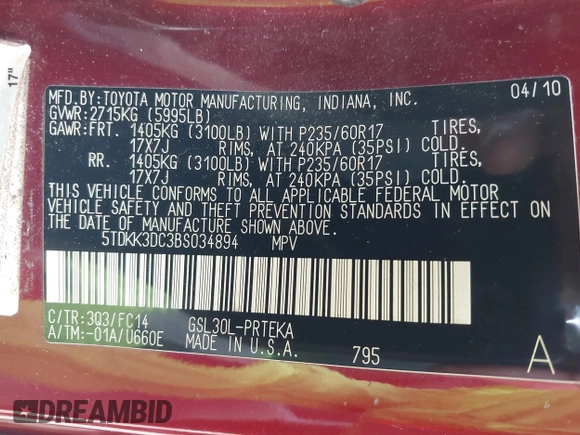 17"
MFD.BY:TOYOTA MOTOR MANUFACTURING, INDIANA, INC. 04/10
GVWR:2715KG (5995LB)
GAWR:FRT. 1405KG (3100LB) WITH P235/60R17 TIRES,
17X7J RIMS, AT 240KPA (35PSI) COLD.
RR. 1405KG (3100LB) WITH P235/60R17 TIRES,
17X7J RIMS, AT 240KPA (35PSI) COLD.
THIS VEHICLE CONFORMS TO ALL APPLICABLE FEDERAL MOTOR
VEHICLE SAFETY AND THEFT PREVENTION STANDARDS IN EFFECT ON
THE DATE OF MANUFACTURE SHOWN ABOVE.
5TDKK3DC3BS034894 MPV
C/TR:3Q3/FC14 GSL30L-PRTEKA
A/TM:-01A/U660E MADE IN U.S.A. 795 A
DREAMBID